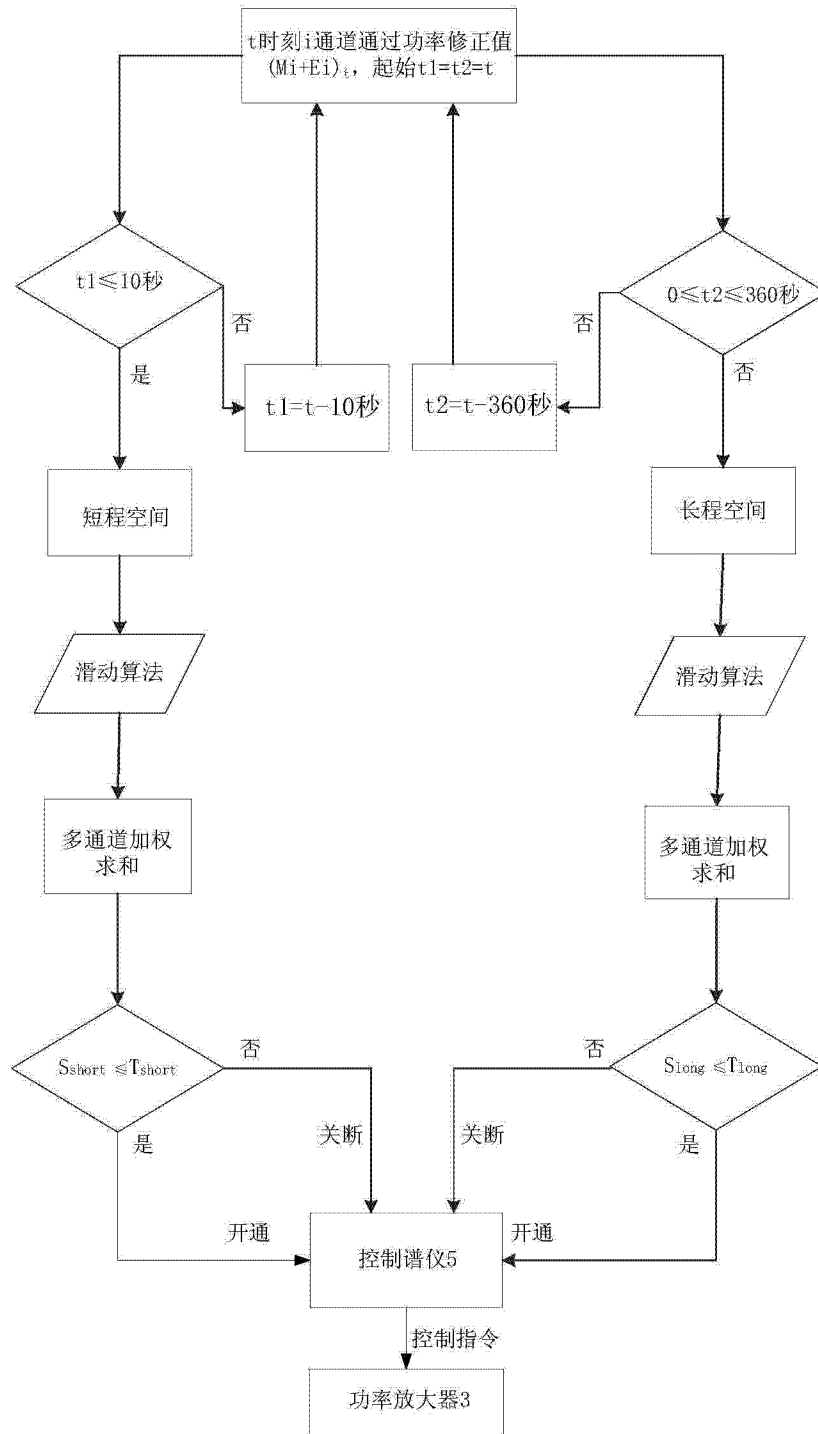 t时刻i通道通过功率修正值
(Mi+Ei)t，起始t1=t2=t
t1≤10秒
0≤t2≤360秒
否
否
是
否
t1=t-10秒
t2=t-360秒
短程空间
长程空间
滑动算法
滑动算法
多通道加权
求和
多通道加权
求和
Sshort ≤Tshort
否
否
Slong ≤Tlong
是
关断
关断
是
开通
控制谱仪5
开通
控制指令
功率放大器3